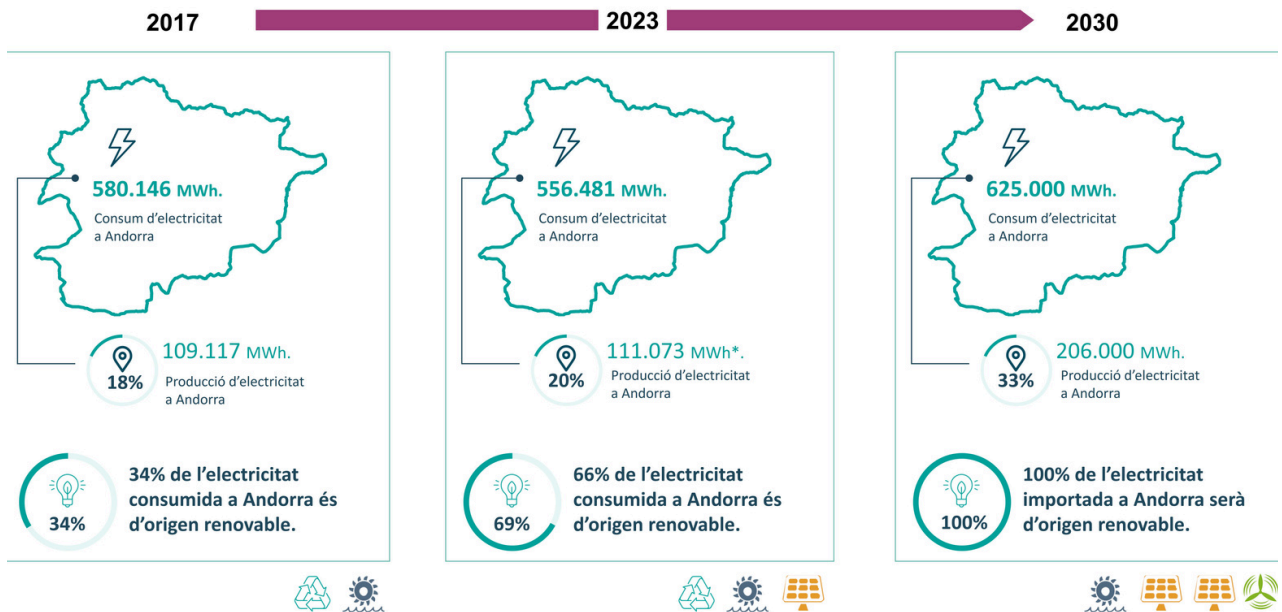 2017
2023
2030
580.146 MWh.
Consum d’electricitat
a Andorra
109.117 MWh.
18%
Producció d’electricitat
a Andorra
34%
34% de l’electricitat
consumida a Andorra és
d’origen renovable.
556.481 MWh.
Consum d’electricitat
a Andorra
111.073 MWh*.
20%
Producció d’electricitat
a Andorra
69%
66% de l’electricitat
consumida a Andorra és
d’origen renovable.
625.000 MWh.
Consum d’electricitat
a Andorra
206.000 MWh.
33%
Producció d’electricitat
a Andorra
100%
100% de l’electricitat
importada a Andorra serà
d’origen renovable.